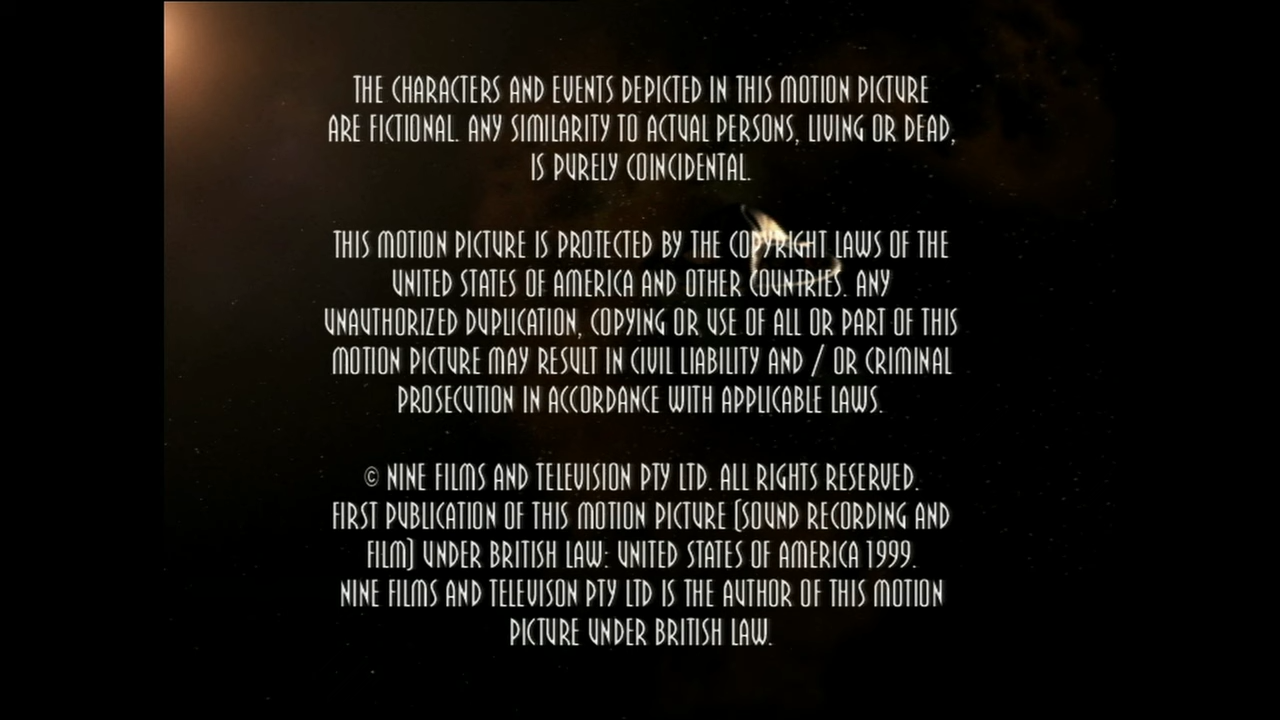 THE CHARACTERS AND EVENTS DEPICTED IN THIS MOTION PICTURE
ARE FICTIONAL. ANY SIMILARITY TO ACTUAL PERSONS, LIVING OR DEAD,
IS PURELY COINCIDENTAL.
THIS MOTION PICTURE IS PROTECTED BY THE COPYRIGHT LAWS OF THE
UNITED STATES OF AMERICA AND OTHER COUNTRIES. ANY
UNAUTHORIZED DUPLICATION, COPYING OR USE OF ALL OR PART OF THIS
MOTION PICTURE MAY RESULT IN CIVIL LIABILITY AND / OR CRIMINAL
PROSECUTION IN ACCORDANCE WITH APPLICABLE LAWS.
© NINE FILMS AND TELEVISION PTY LTD. ALL RIGHTS RESERVED.
FIRST PUBLICATION OF THIS MOTION PICTURE (SOUND RECORDING AND
FILM) UNDER BRITISH LAW: UNITED STATES OF AMERICA 1999.
NINE FILMS AND TELEVISON PTY LTD IS THE AUTHOR OF THIS MOTION
PICTURE UNDER BRITISH LAW.